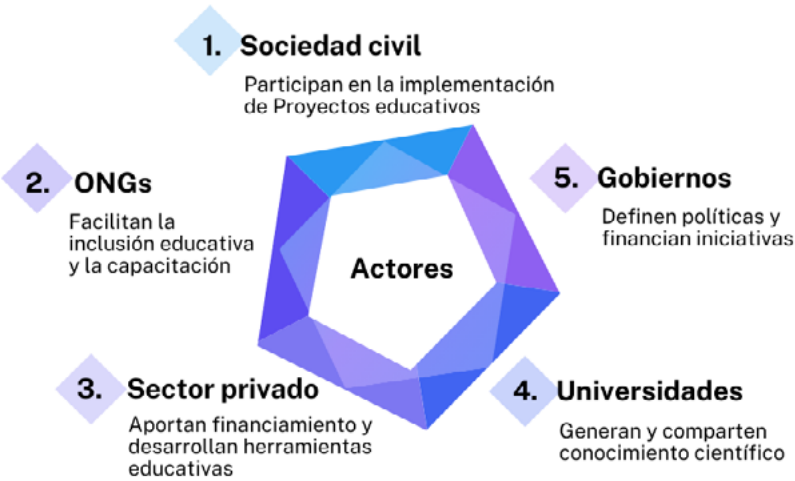 1. Sociedad civil
Participan en la implementación
de Proyectos educativos
2. ONGs
Facilitan la
inclusión educativa
y la capacitación
3. Sector privado
Aportan financiamiento y
desarrollan herramientas
educativas
4. Universidades
Generan y comparten
conocimiento científico
5. Gobiernos
Definen políticas y
financian iniciativas
Actores